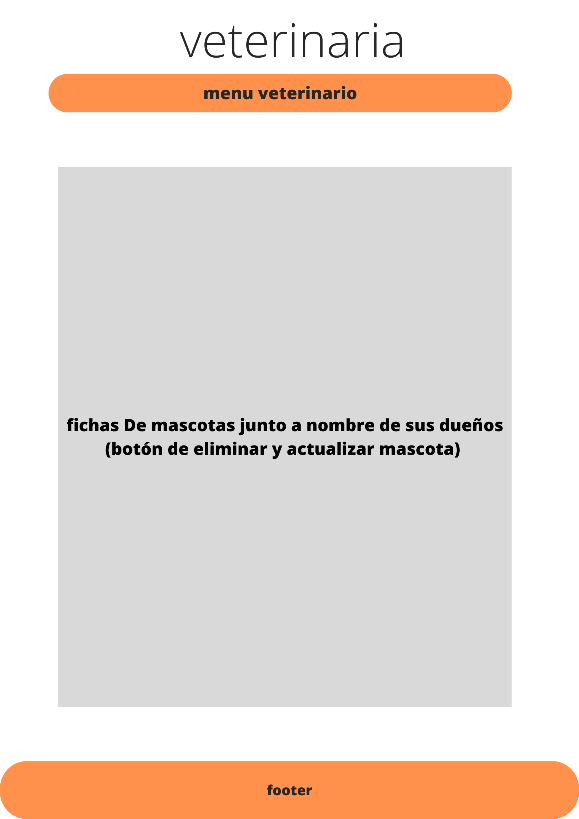 veterinaria
menu veterinario
fichas De mascotas junto a nombre de sus dueños
(botón de eliminar y actualizar mascota)
footer